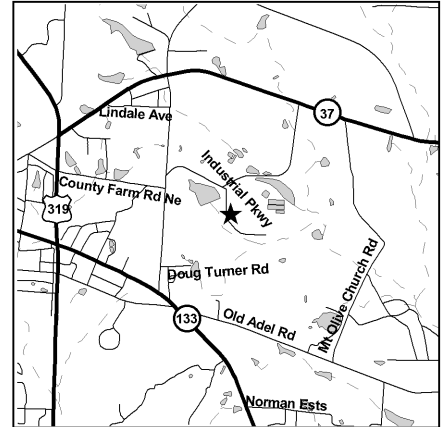 Lindale Ave
37
Industrial Pkwy
County Farm Rd Ne
319
Doug Turner Rd
Mt Olive Church Rd
133
Old Adel Rd
Norman Ests